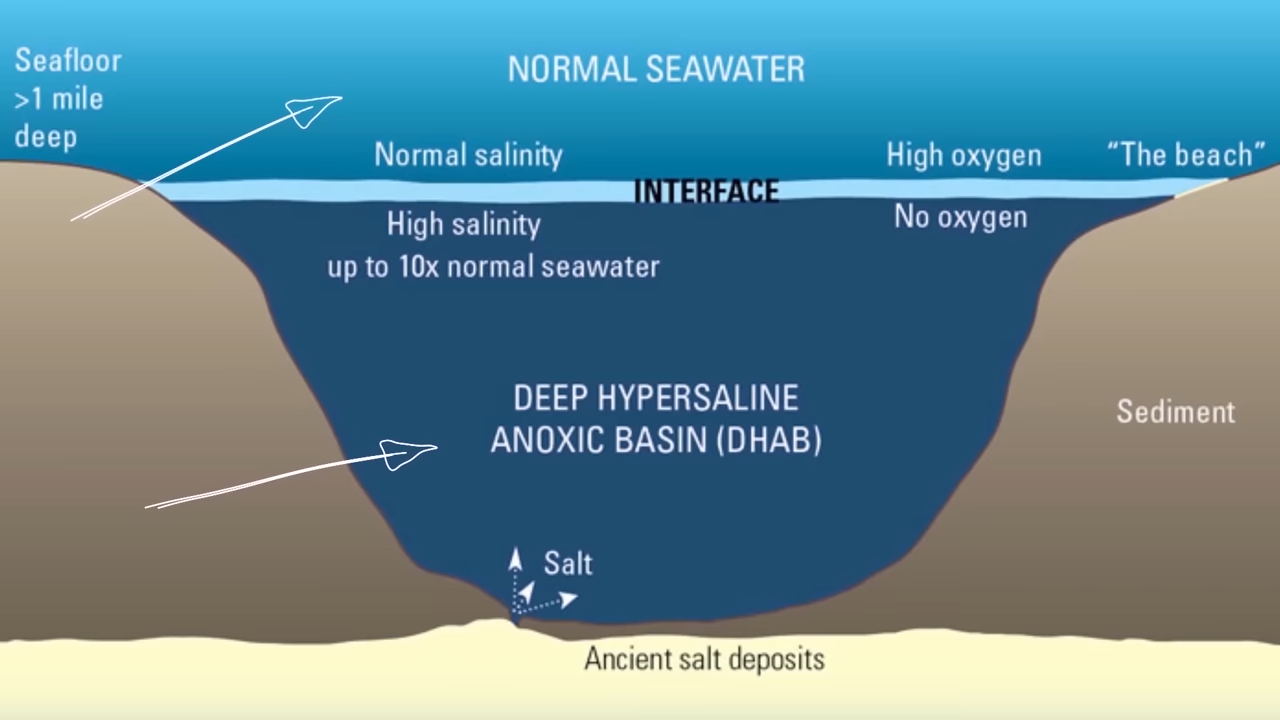 Seafloor
>1 mile
deep
NORMAL SEAWATER
Normal salinity
High oxygen
“The beach”
INTERFACE
High salinity
up to 10x normal seawater
No oxygen
DEEP HYPERSALINE
ANOXIC BASIN (DHAB)
Sediment
Salt
Ancient salt deposits